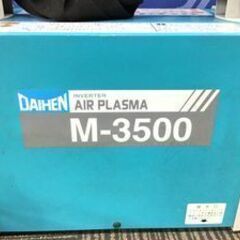 DAIHEN
INVERTER
AIR PLASMA
M-3500